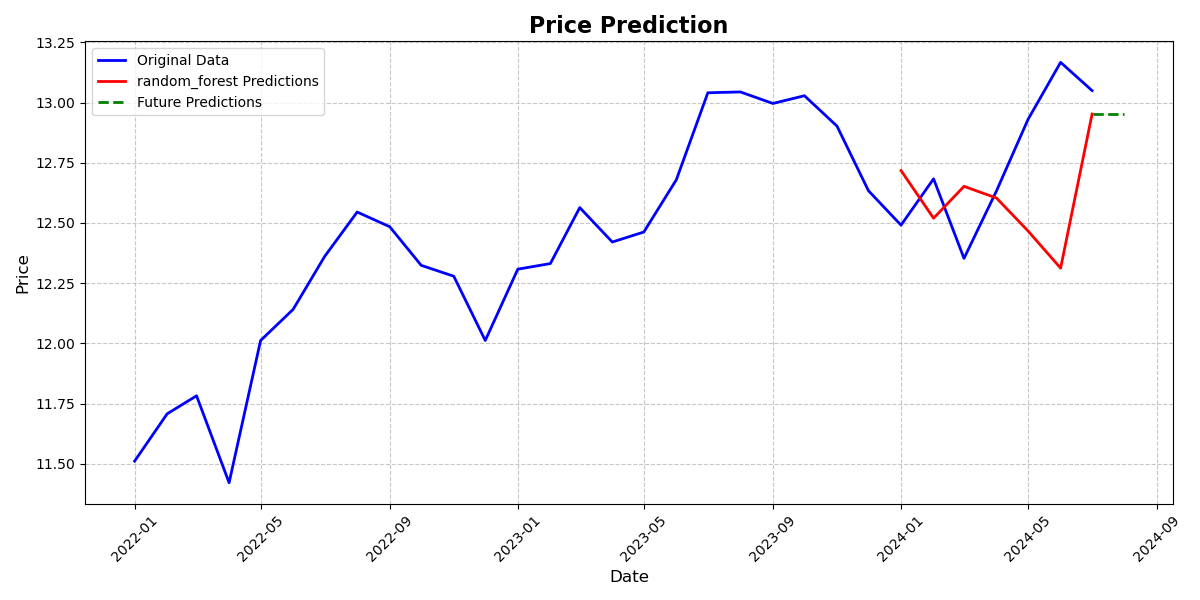 Price Prediction
Original Data
random_forest Predictions
Future Predictions
Price
13.25
13.00
12.75
12.50
12.25
12.00
11.75
11.50
2022-01
2022-05
2022-09
2023-01
2023-05
2023-09
2024-01
2024-05
2024-09
Date